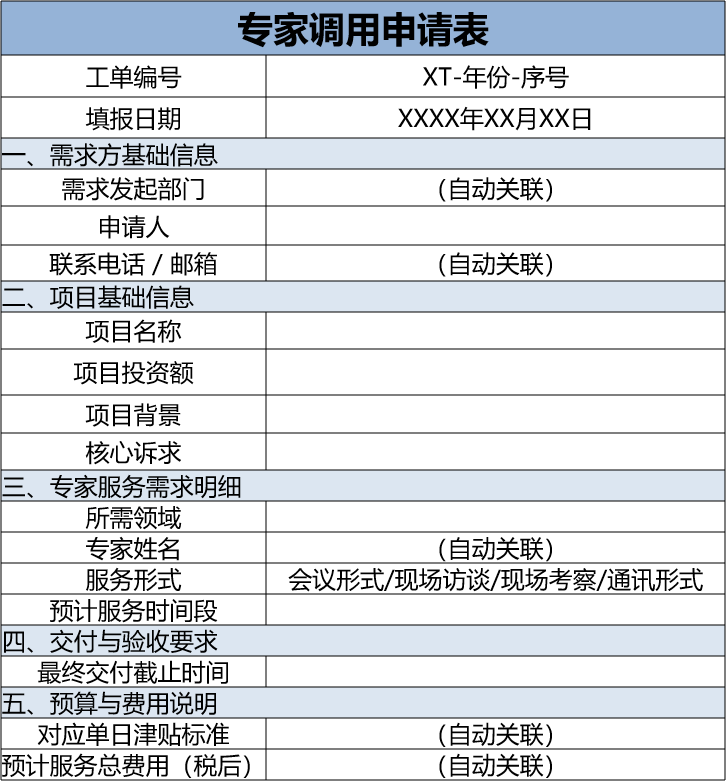 专家调用申请表
工单编号 XT-年份-序号
填报日期 XXXX年XX月XX日
一、需求方基础信息
需求发起部门 （自动关联）
申请人
联系电话 / 邮箱 （自动关联）
二、项目基础信息
项目名称
项目投资额
项目背景
核心诉求
三、专家服务需求明细
所需领域
专家姓名 （自动关联）
服务形式 会议形式/现场访谈/现场考察/通讯形式
预计服务时间段
四、交付与验收要求
最终交付截止时间
五、预算与费用说明
对应单日津贴标准 （自动关联）
预计服务总费用（税后） （自动关联）